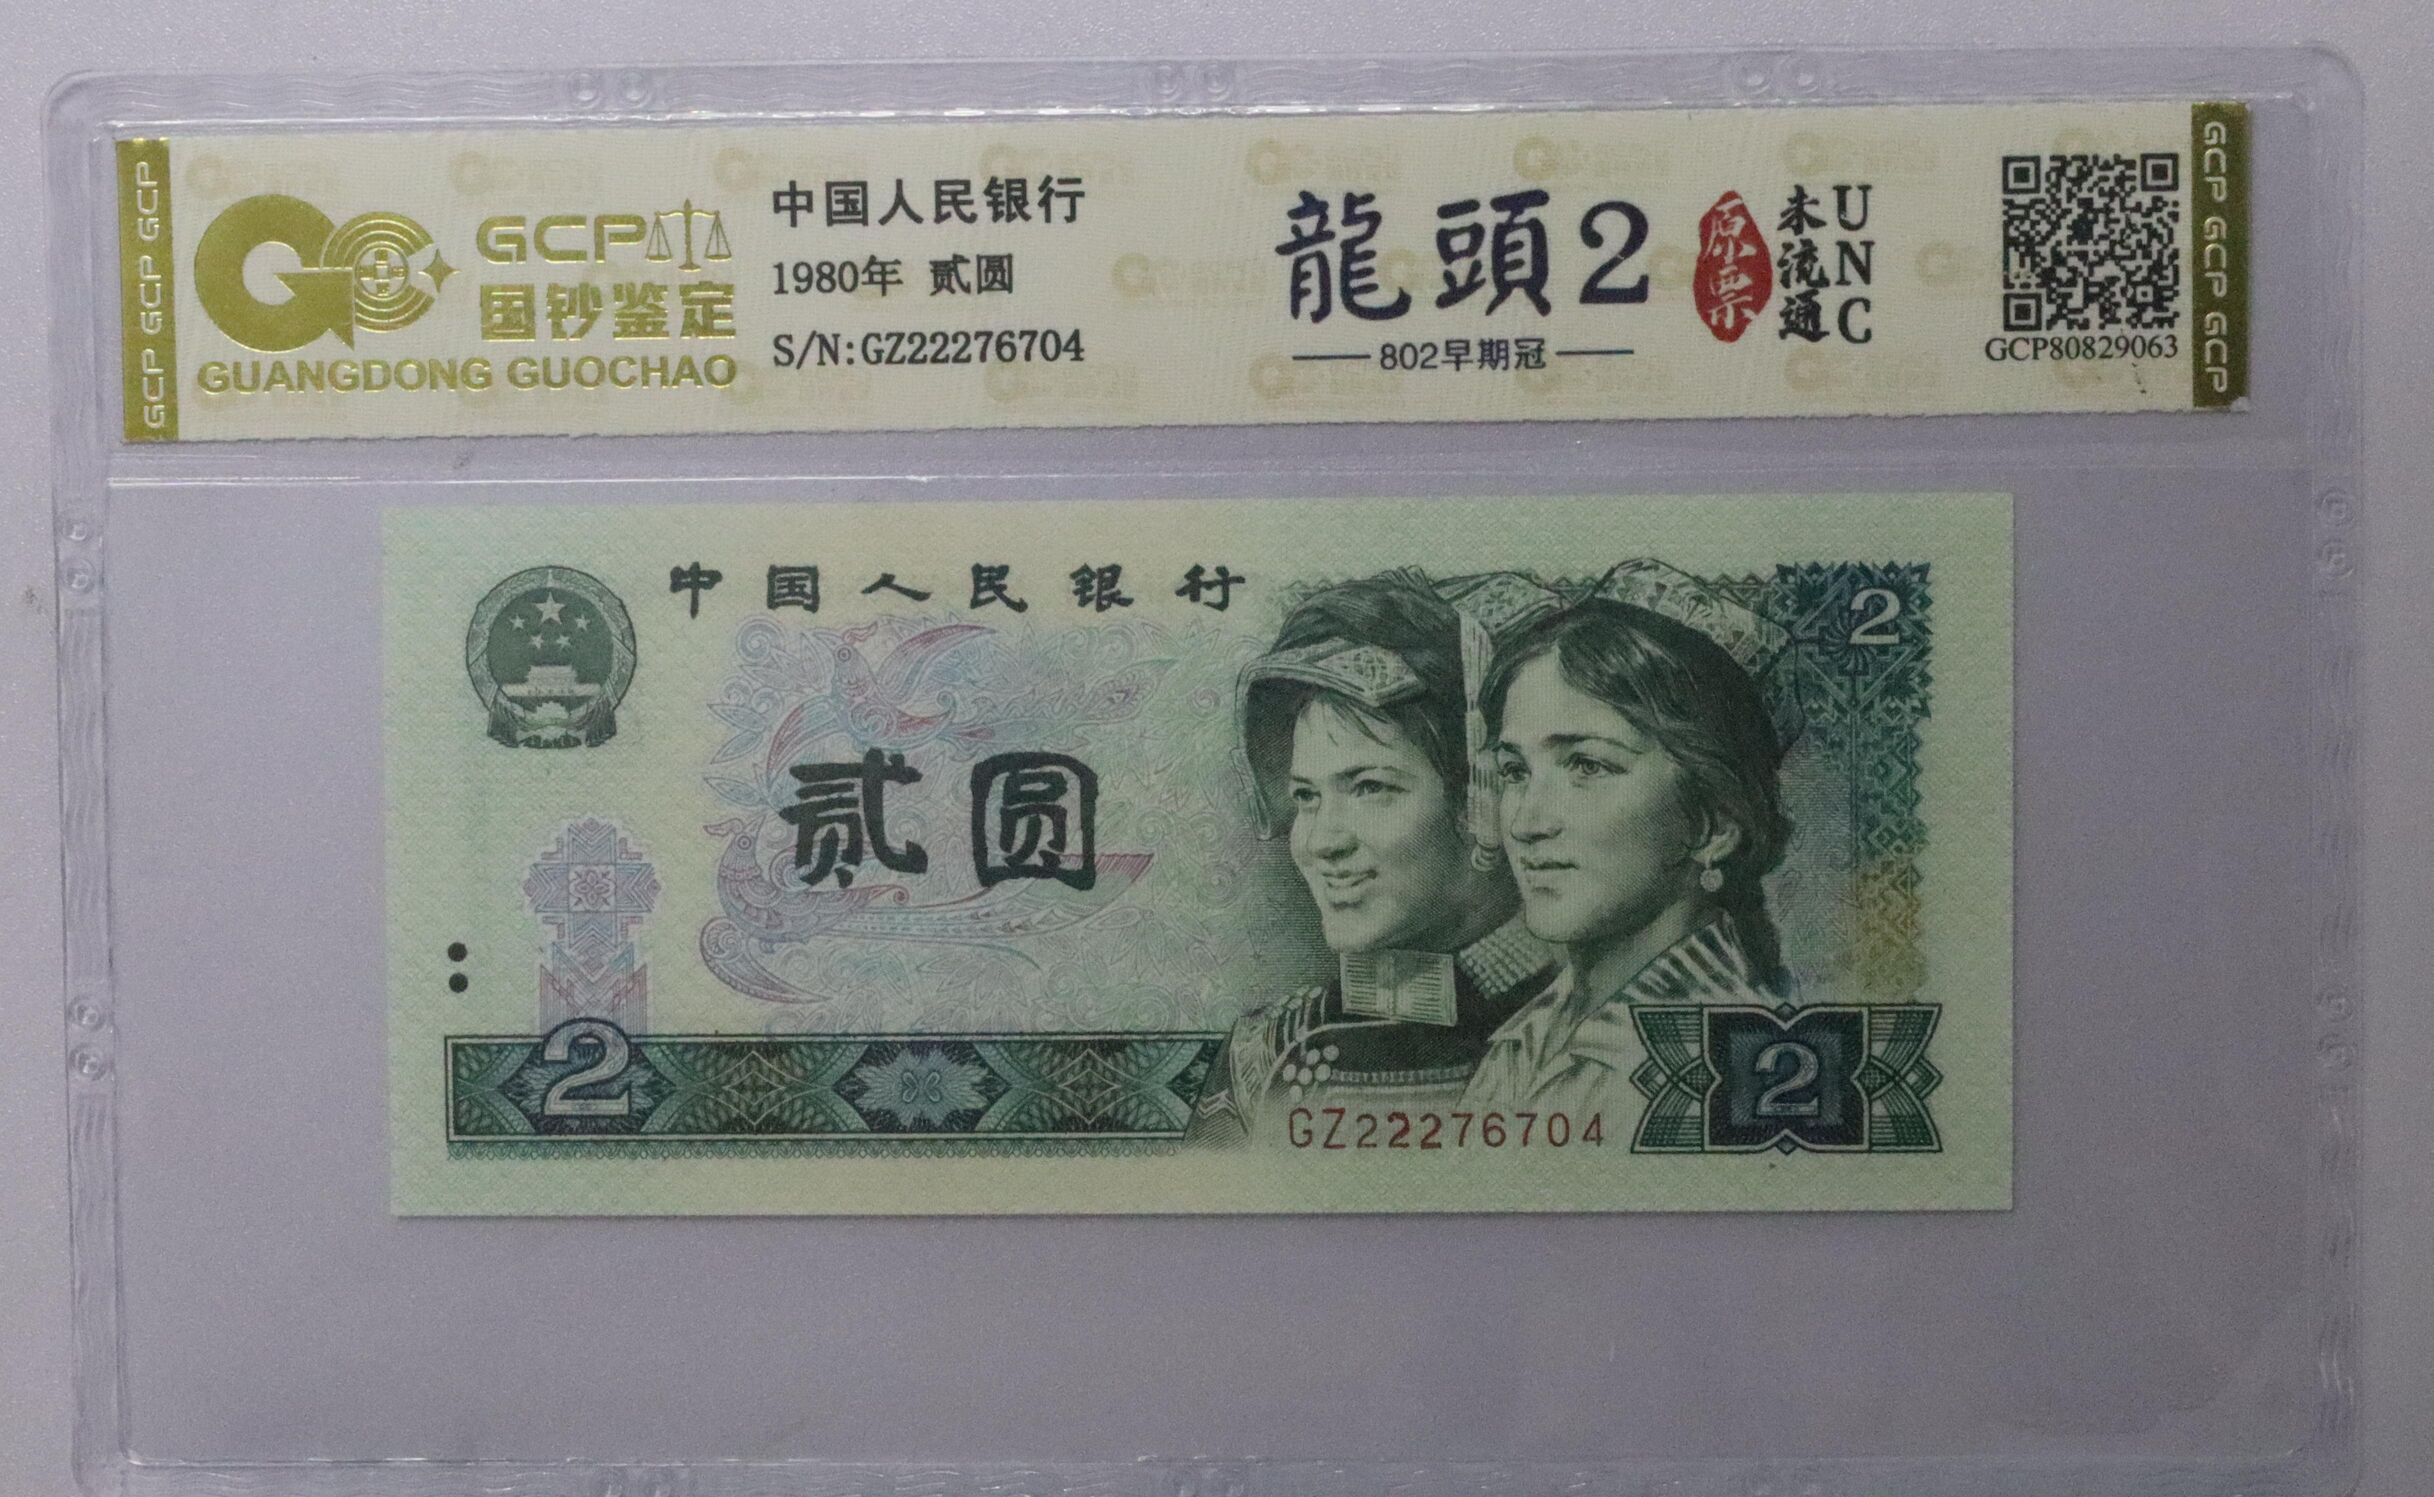 GCP GCP GCP
GCP
国钞鉴定
GUANGDONG GUOCHAO
中国人民银行
1980年 贰圆
S/N:GZ22276704
龍頭2
802早期冠
原票
未流通
UNC
GCP80829063
GCP GCP GCP
中国人民银行
2
贰圆
2
2
GZ22276704